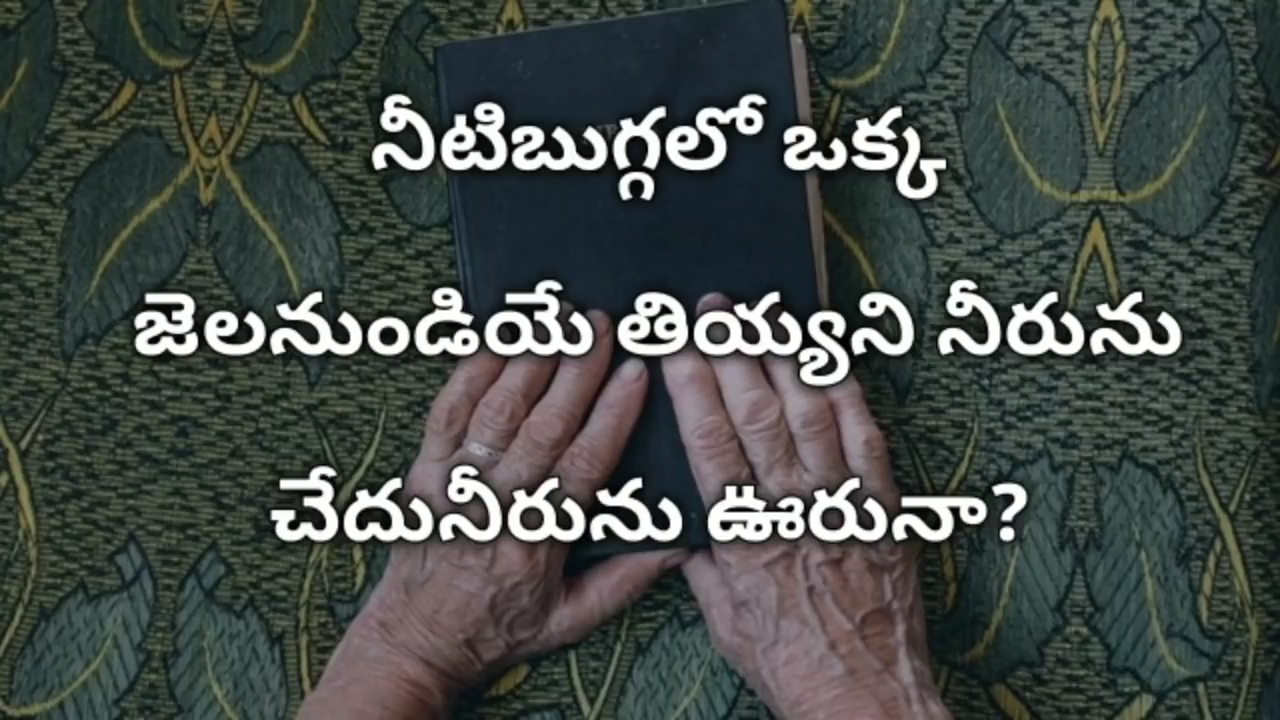 నీటిబుగ్గలో ఒక్క
జెలనుండియే తియ్యని నీరును
చేదునీరును ఊరునా?